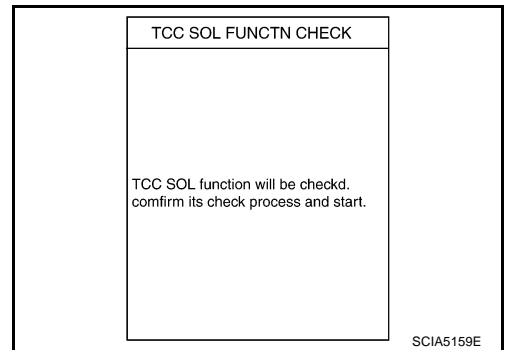 TCC SOL FUNCTN CHECK
TCC SOL function will be checkd.
comfirm its check process and start.
SCIA5159E